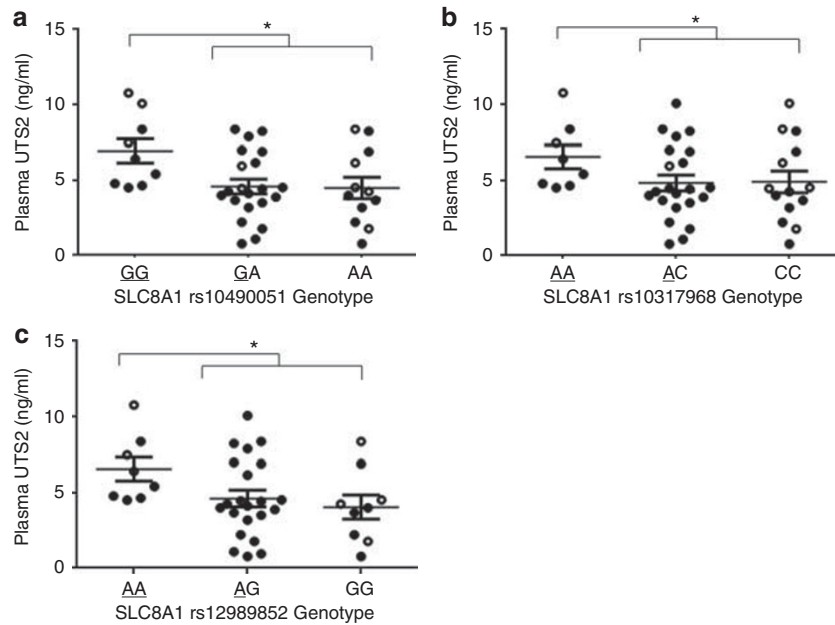 a
*
15
10
5
0
Plasma UTS2 (ng/ml)
GG GA AA
SLC8A1 rs10490051 Genotype
b
*
15
10
5
0
Plasma UTS2 (ng/ml)
AA AC CC
SLC8A1 rs10317968 Genotype
c
*
15
10
5
0
Plasma UTS2 (ng/ml)
AA AG GG
SLC8A1 rs12989852 Genotype